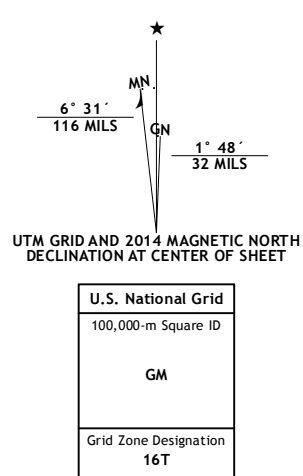 MN
6° 31´
116 MILS
GN
1° 48´
32 MILS
UTM GRID AND 2014 MAGNETIC NORTH
DECLINATION AT CENTER OF SHEET
U.S. National Grid
100,000-m Square ID
GM
Grid Zone Designation
16T